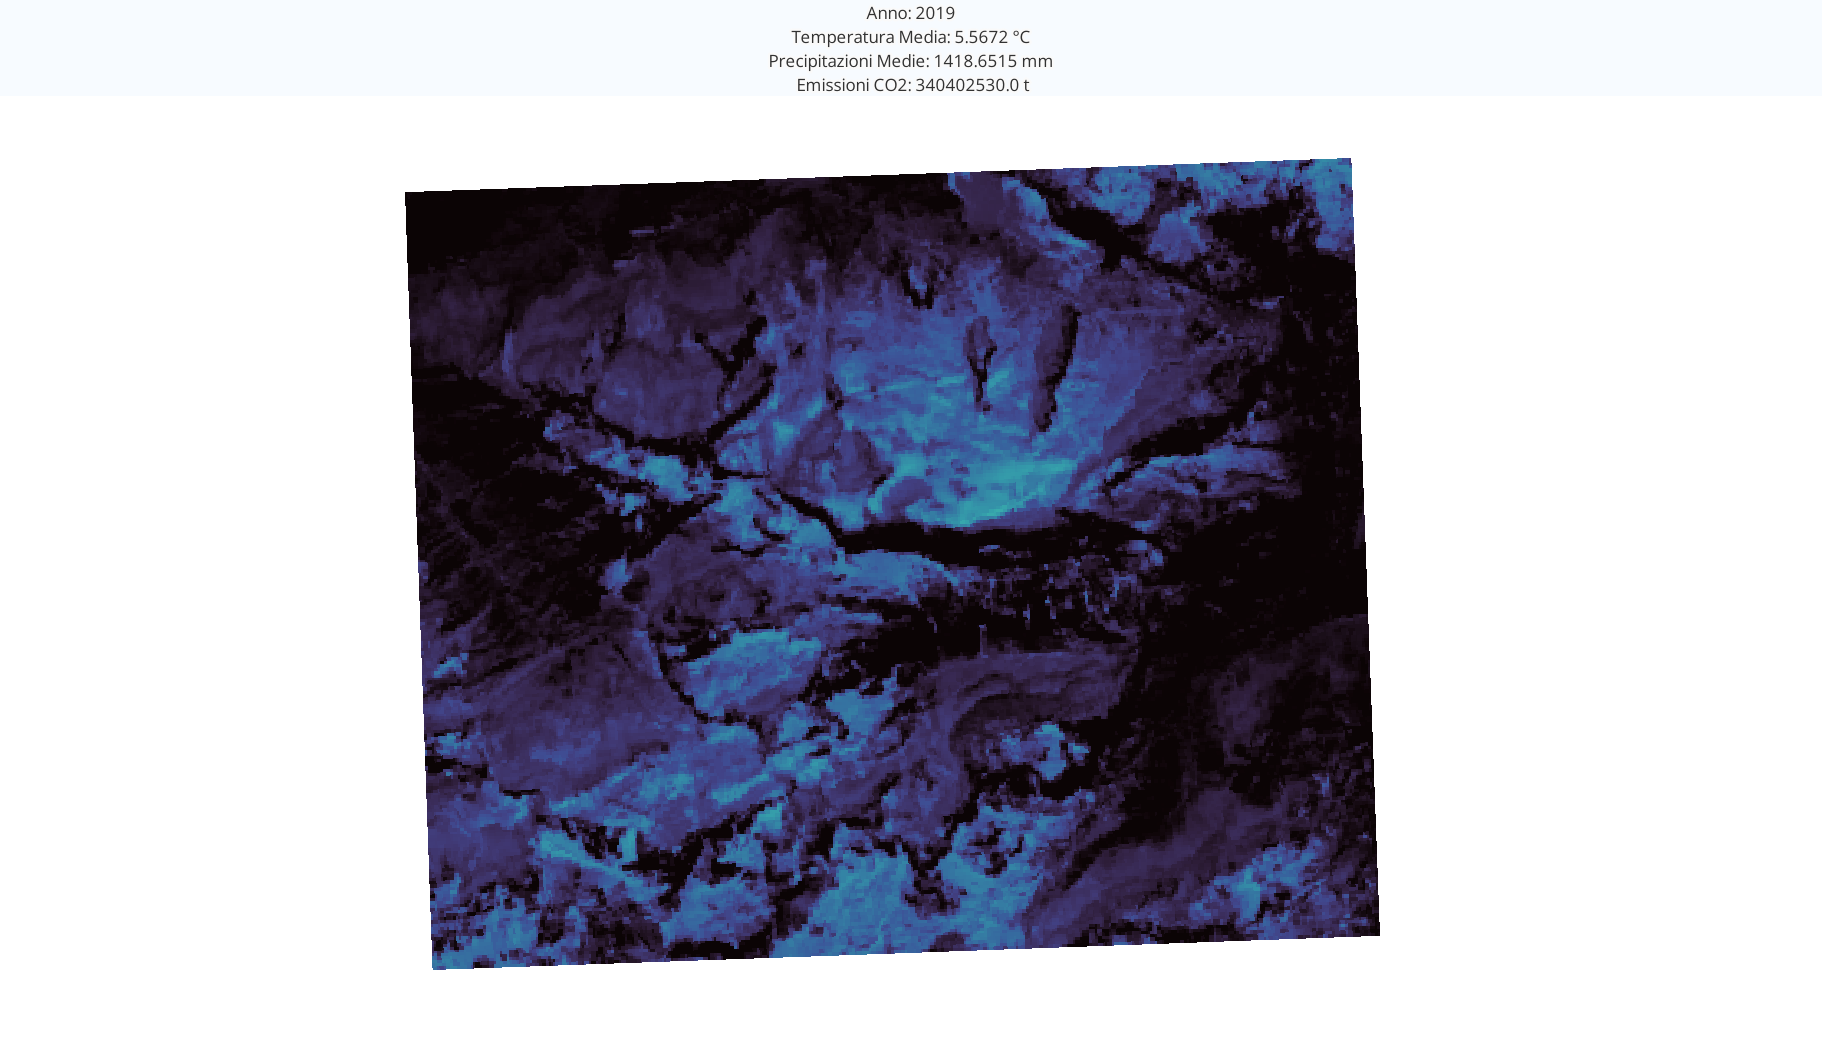 Anno: 2019
Temperatura Media: 5.5672 °C
Precipitazioni Medie: 1418.6515 mm
Emissioni CO2: 340402530.0 t